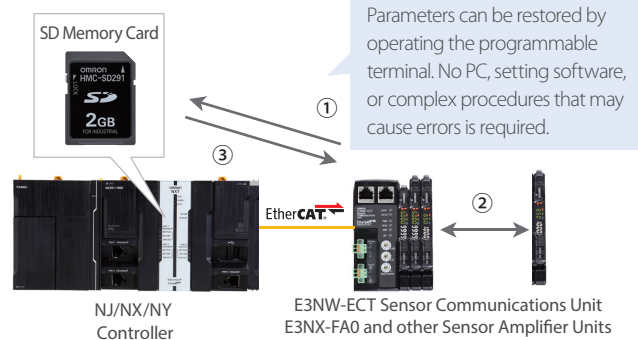 SD Memory Card
OMRON
HMC-SD291
LOCK
SD
2GB
FOR INDUSTRIAL
Parameters can be restored by
operating the programmable
terminal. No PC, setting software,
or complex procedures that may
cause errors is required.
①
③
EtherCAT
②
NJ/NX/NY
Controller
E3NW-ECT Sensor Communications Unit
E3NX-FA0 and other Sensor Amplifier Units